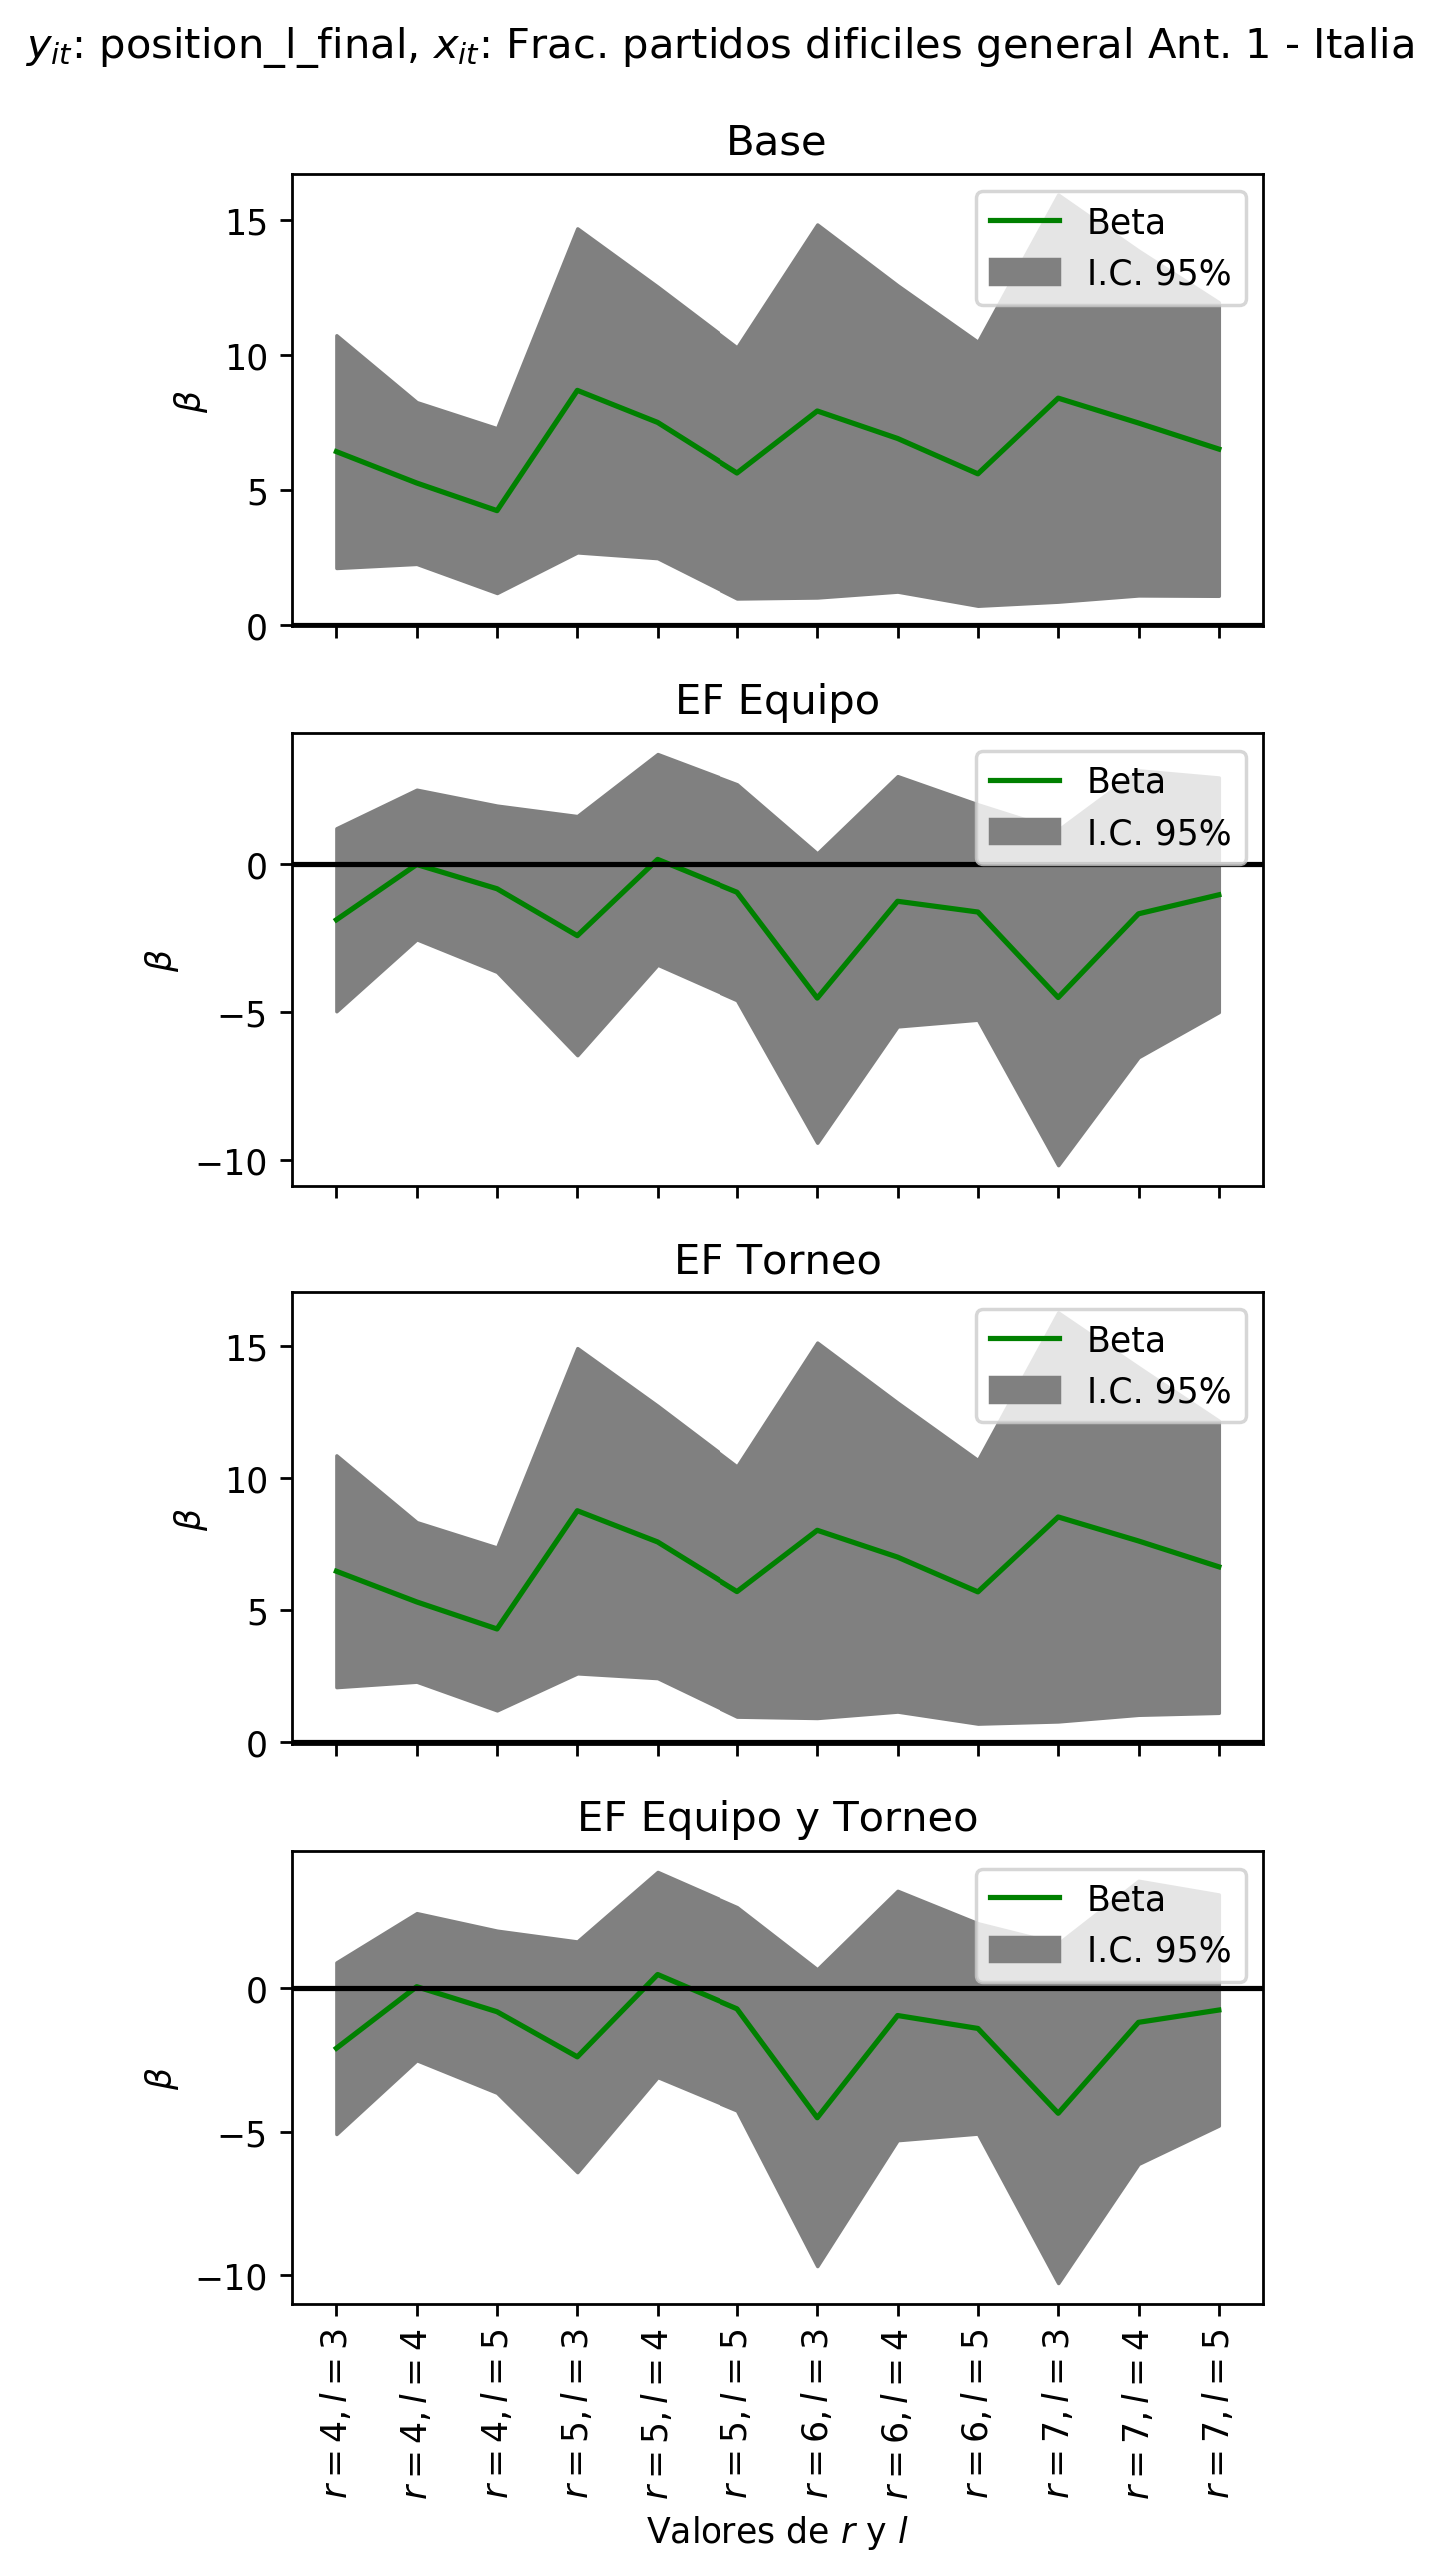 y_it: position_l_final, x_it: Frac. partidos dificiles general Ant. 1 - Italia
Base
15
10
5
0
β
Beta
I.C. 95%
EF Equipo
0
−5
−10
β
Beta
I.C. 95%
EF Torneo
15
10
5
0
β
Beta
I.C. 95%
EF Equipo y Torneo
0
−5
−10
β
Beta
I.C. 95%
r = 4, l = 3
r = 4, l = 4
r = 4, l = 5
r = 5, l = 3
r = 5, l = 4
r = 5, l = 5
r = 6, l = 3
r = 6, l = 4
r = 6, l = 5
r = 7, l = 3
r = 7, l = 4
r = 7, l = 5
Valores de r y l